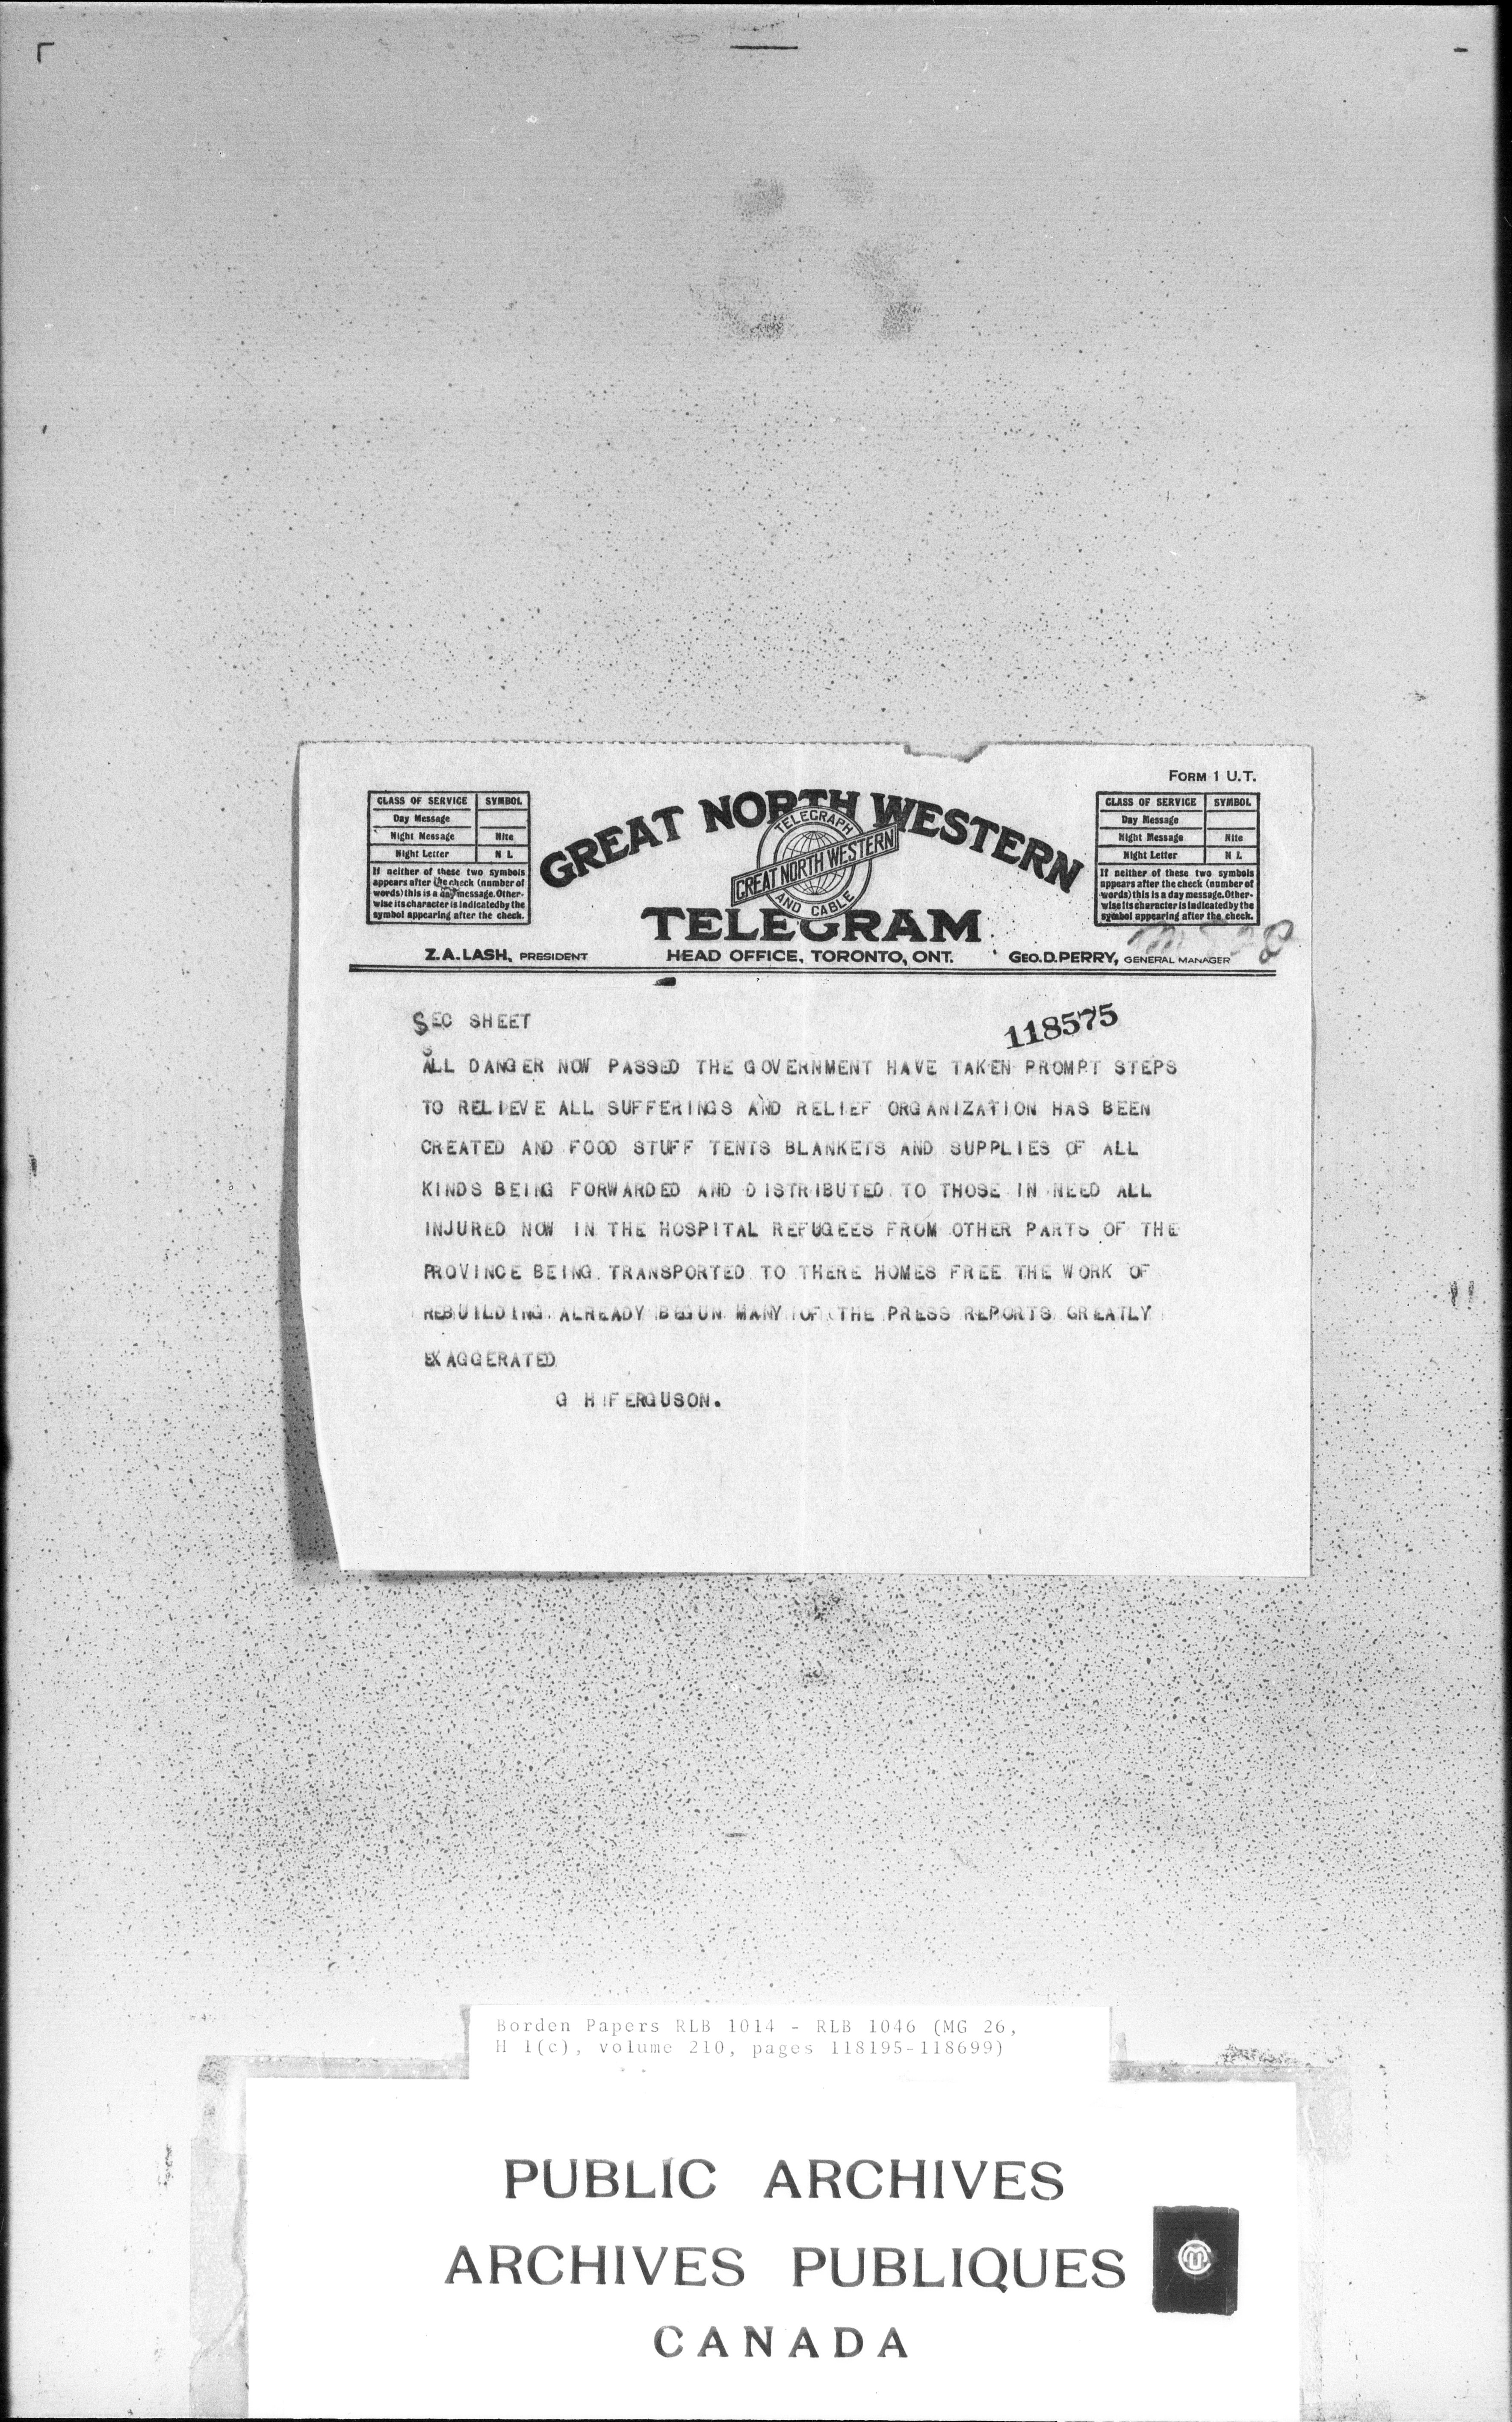 FORM 1 U.T.
CLASS OF SERVICE SYMBOL
Day Message
Night Message Nite
Night Letter N L
If neither of these two symbols
appears after the check (number of
words) this is a day message. Other-
wise its character is indicated by the
symbol appearing after the check.
GREAT NORTH WESTERN
TELEGRAPH
GREAT NORTH WESTERN
AND CABLE
TELEGRAM
CLASS OF SERVICE SYMBOL
Day Message
Night Message Nite
Night Letter N L
If neither of these two symbols
appears after the check (number of
words) this is a day message. Other-
wise its character is indicated by the
symbol appearing after the check.
Z.A. LASH, PRESIDENT HEAD OFFICE, TORONTO, ONT. GEO. D. PERRY, GENERAL MANAGER
SEC SHEET
118575
ALL DANGER NOW PASSED THE GOVERNMENT HAVE TAKEN PROMPT STEPS
TO RELIEVE ALL SUFFERINGS AND RELIEF ORGANIZATION HAS BEEN
CREATED AND FOOD STUFF TENTS BLANKETS AND SUPPLIES OF ALL
KINDS BEING FORWARDED AND DISTRIBUTED TO THOSE IN NEED ALL
INJURED NOW IN THE HOSPITAL REFUGEES FROM OTHER PARTS OF THE
PROVINCE BEING TRANSPORTED TO THERE HOMES FREE THE WORK OF
REBUILDING ALREADY BEGUN MANY OF THE PRESS REPORTS GREATLY
EXAGGERATED
G H FERGUSON.
Borden Papers RLB 1014 - RLB 1046 (MG 26,
H 1(c), volume 210, pages 118195-118699)
PUBLIC ARCHIVES
ARCHIVES PUBLIQUES
CANADA